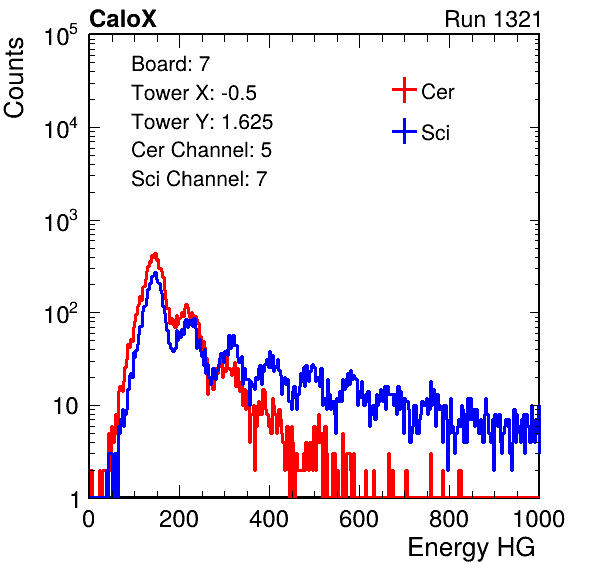 CaloX Run 1321
Counts
Board: 7
Tower X: -0.5
Tower Y: 1.625
Cer Channel: 5
Sci Channel: 7
Cer
Sci
10^5
10^4
10^3
10^2
10
1
0 200 400 600 800 1000
Energy HG